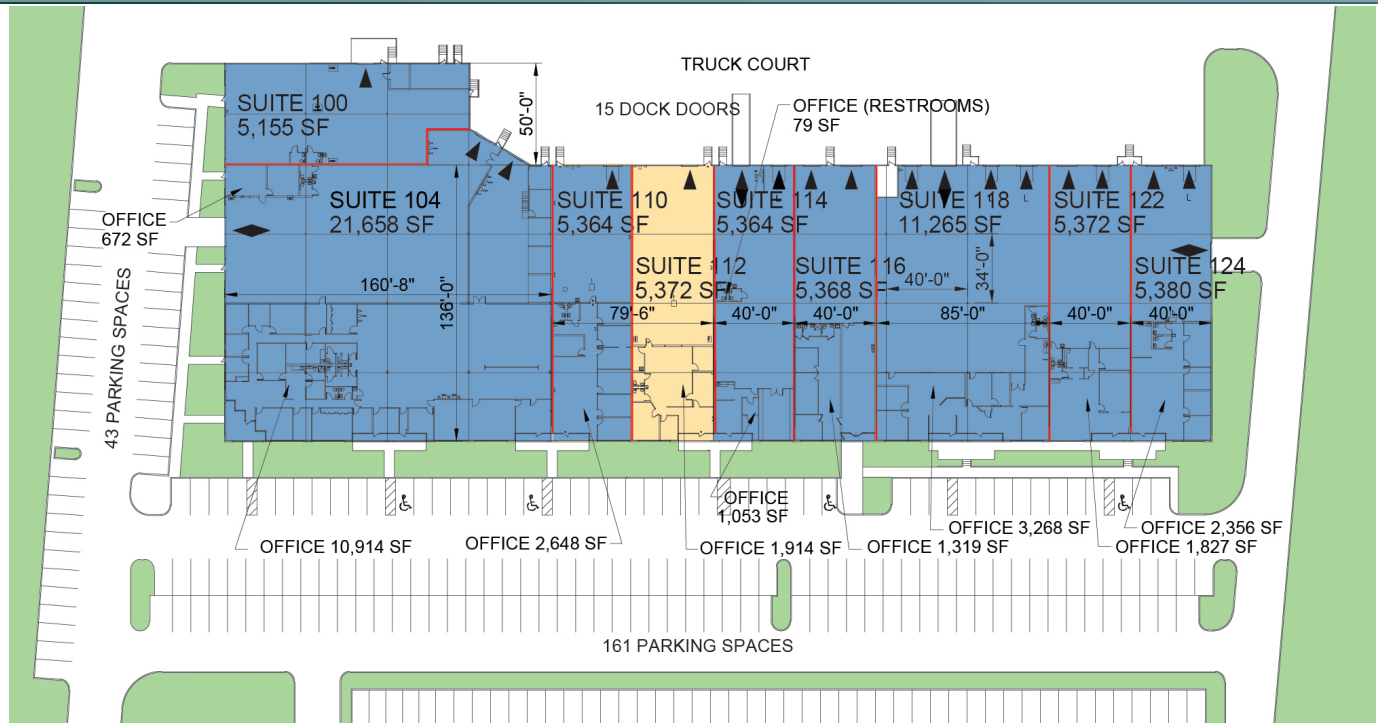 TRUCK COURT
15 DOCK DOORS
OFFICE (RESTROOMS)
79 SF
50'-0"
SUITE 100
5,155 SF
SUITE 104
21,658 SF
OFFICE
672 SF
SUITE 110
5,364 SF
SUITE 112
5,372 SF
SUITE 114
5,364 SF
SUITE 116
5,368 SF
SUITE 118
11,265 SF
SUITE 122
5,372 SF
SUITE 124
5,380 SF
160'-8"
136'-0"
79'-6"
40'-0"
40'-0"
40'-0"
34'-0"
85'-0"
40'-0"
40'-0"
L
L
L
L
43 PARKING SPACES
OFFICE 10,914 SF
OFFICE 2,648 SF
OFFICE 1,914 SF
OFFICE
1,053 SF
OFFICE 1,319 SF
OFFICE 3,268 SF
OFFICE 2,356 SF
OFFICE 1,827 SF
161 PARKING SPACES